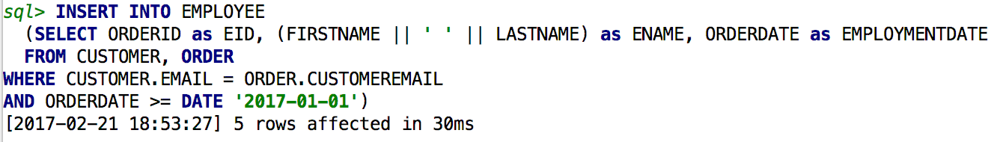 sql> INSERT INTO EMPLOYEE
(SELECT ORDERID as EID, (FIRSTNAME || ' ' || LASTNAME) as ENAME, ORDERDATE as EMPLOYMENTDATE
FROM CUSTOMER, ORDER
WHERE CUSTOMER.EMAIL = ORDER.CUSTOMEREMAIL
AND ORDERDATE >= DATE '2017-01-01')
[2017-02-21 18:53:27] 5 rows affected in 30ms